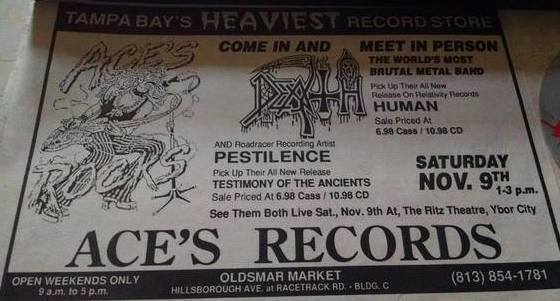 TAMPA BAY'S HEAVIEST RECORD STORE
ACE'S
ROCKS
COME IN AND MEET IN PERSON
THE WORLD'S MOST
BRUTAL METAL BAND
DEATH
Pick Up Their All New
Release On Relativity Records
HUMAN
Sale Priced At
6.98 Cass / 10.98 CD
AND Roadracer Recording Artist
PESTILENCE
Pick Up Their All New Release
TESTIMONY OF THE ANCIENTS
Sale Priced At 6.98 Cass / 10.98 CD
SATURDAY
NOV. 9TH
1-3 p.m.
See Them Both Live Sat., Nov. 9th At, The Ritz Theatre, Ybor City
ACE'S RECORDS
OPEN WEEKENDS ONLY
9 a.m. to 5 p.m.
OLDSMAR MARKET
HILLSBOROUGH AVE. at RACETRACK RD. - BLDG. C
(813) 854-1781